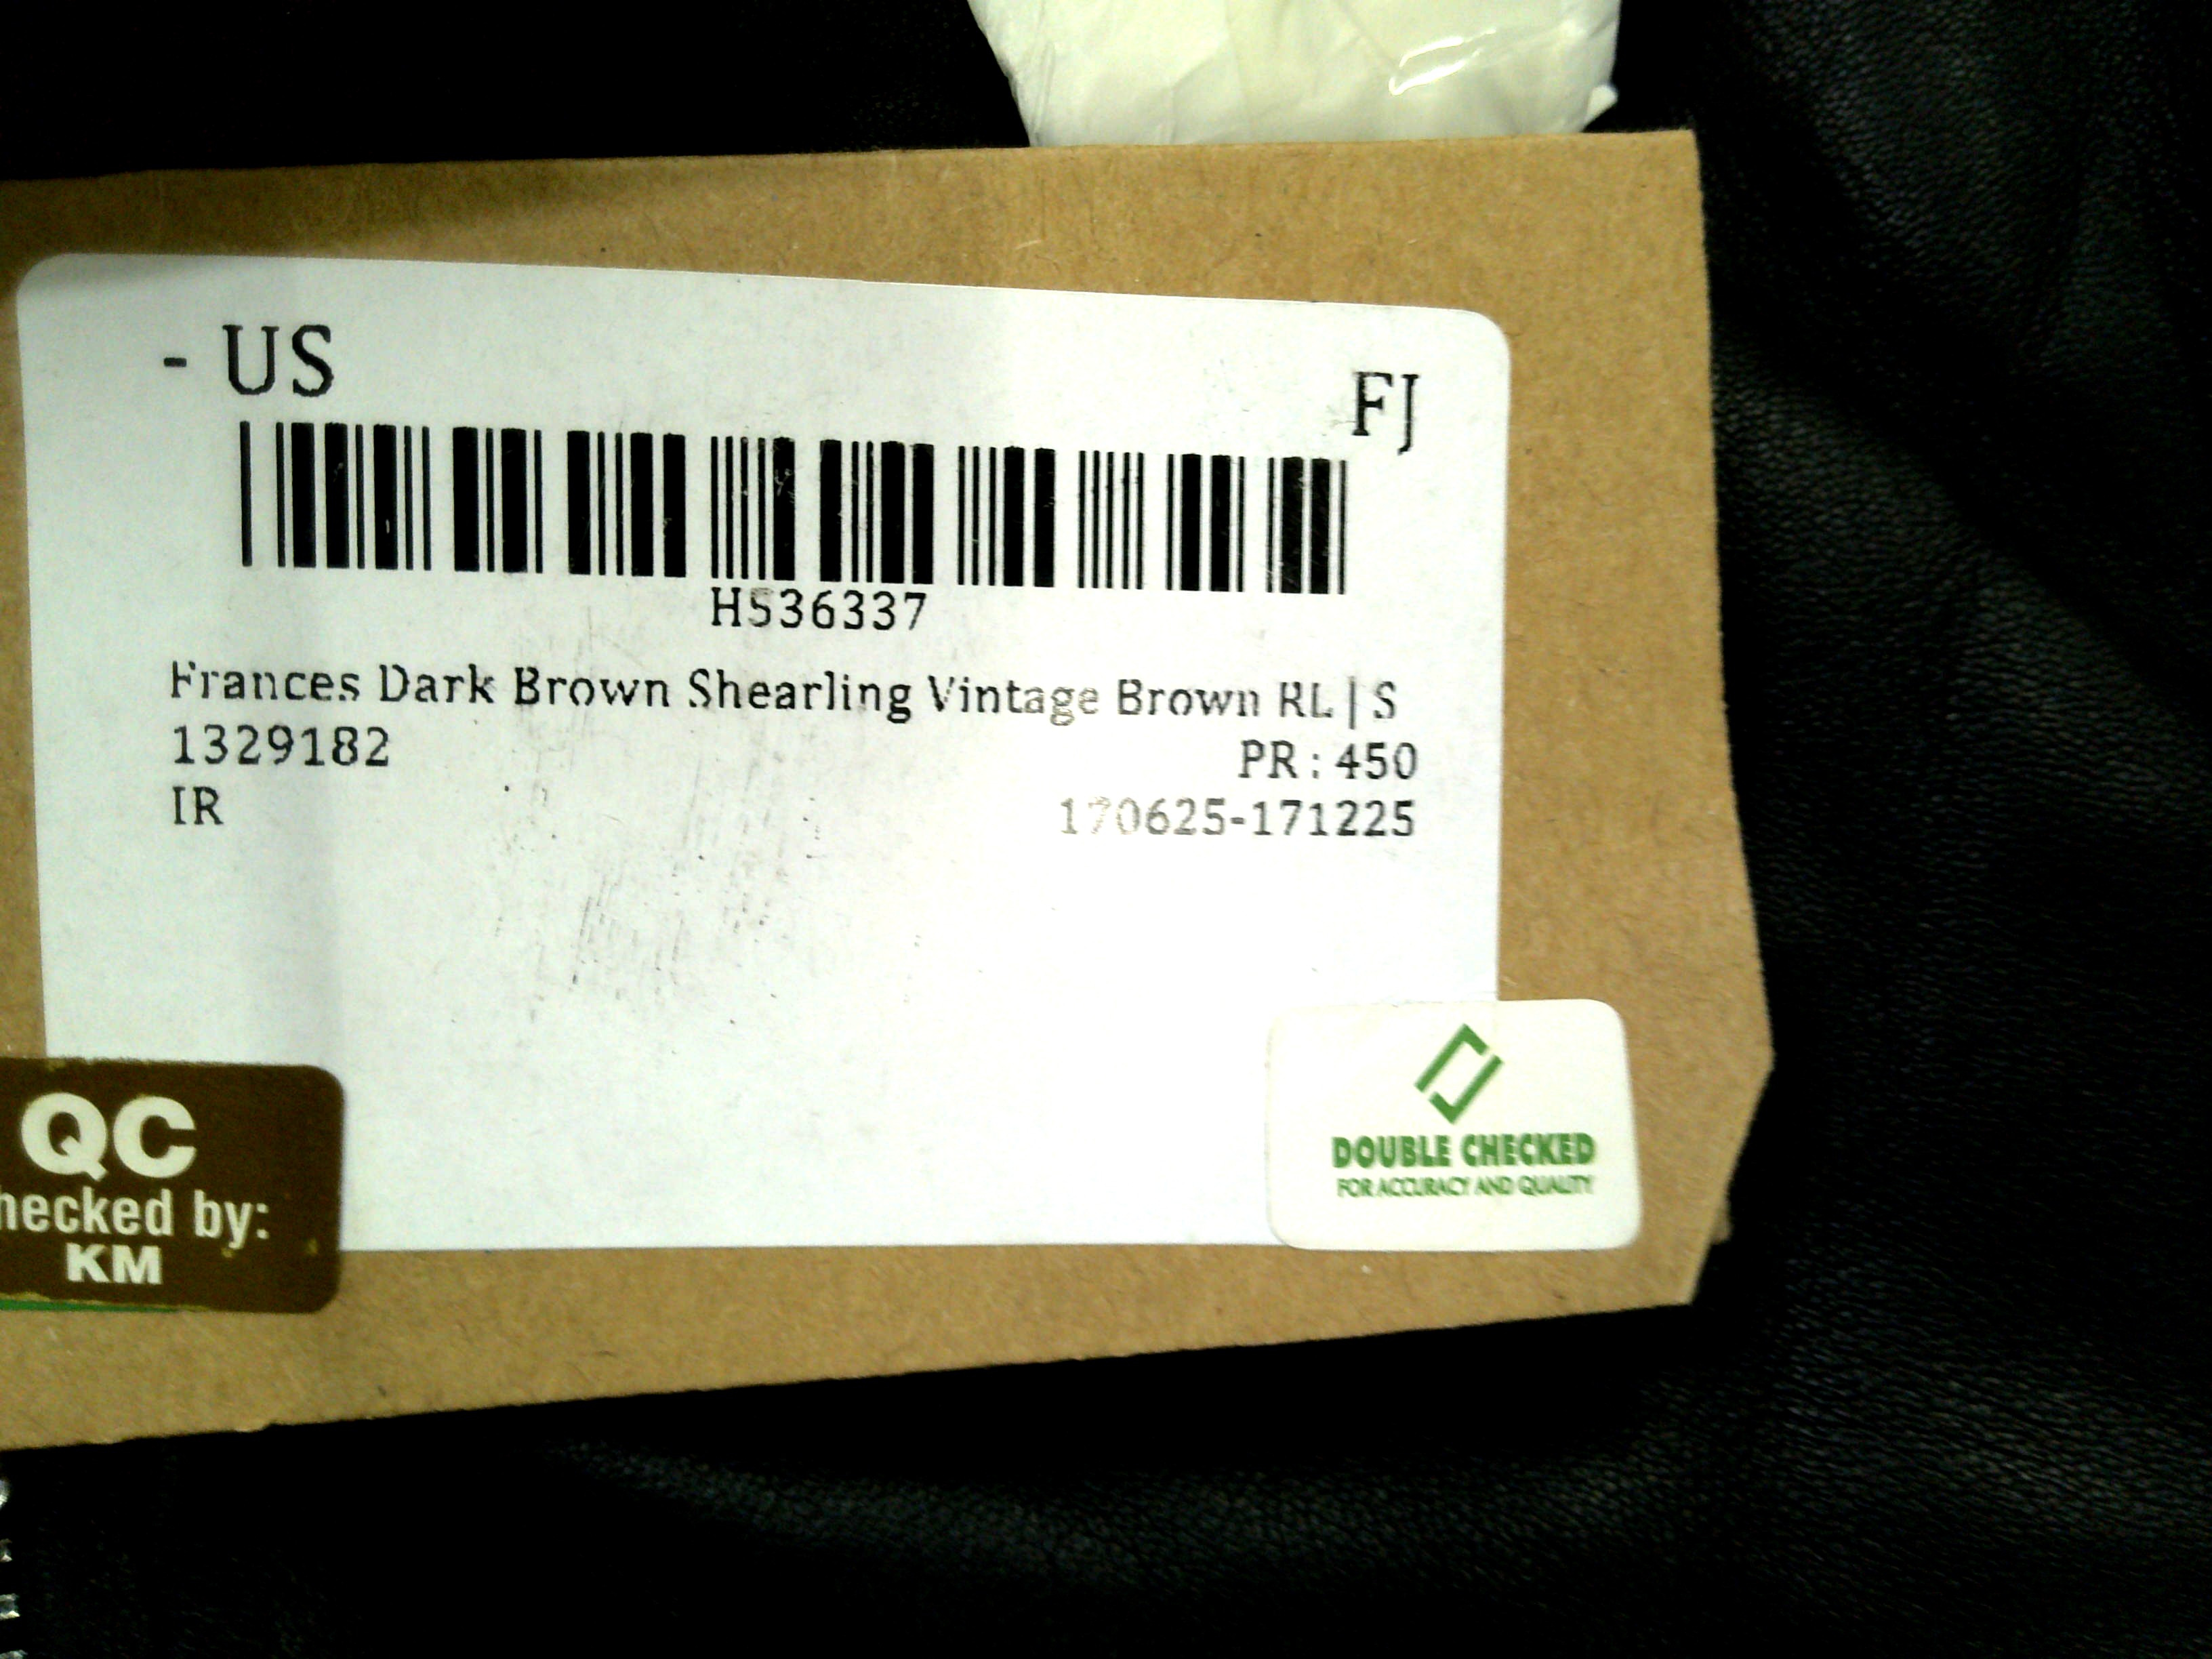 - US
FJ
H536337
Frances Dark Brown Shearling Vintage Brown RL | S
1329182
PR : 450
IR
170625-171225
QC
hecked by:
KM
DOUBLE CHECKED
FOR ACCURACY AND QUALITY